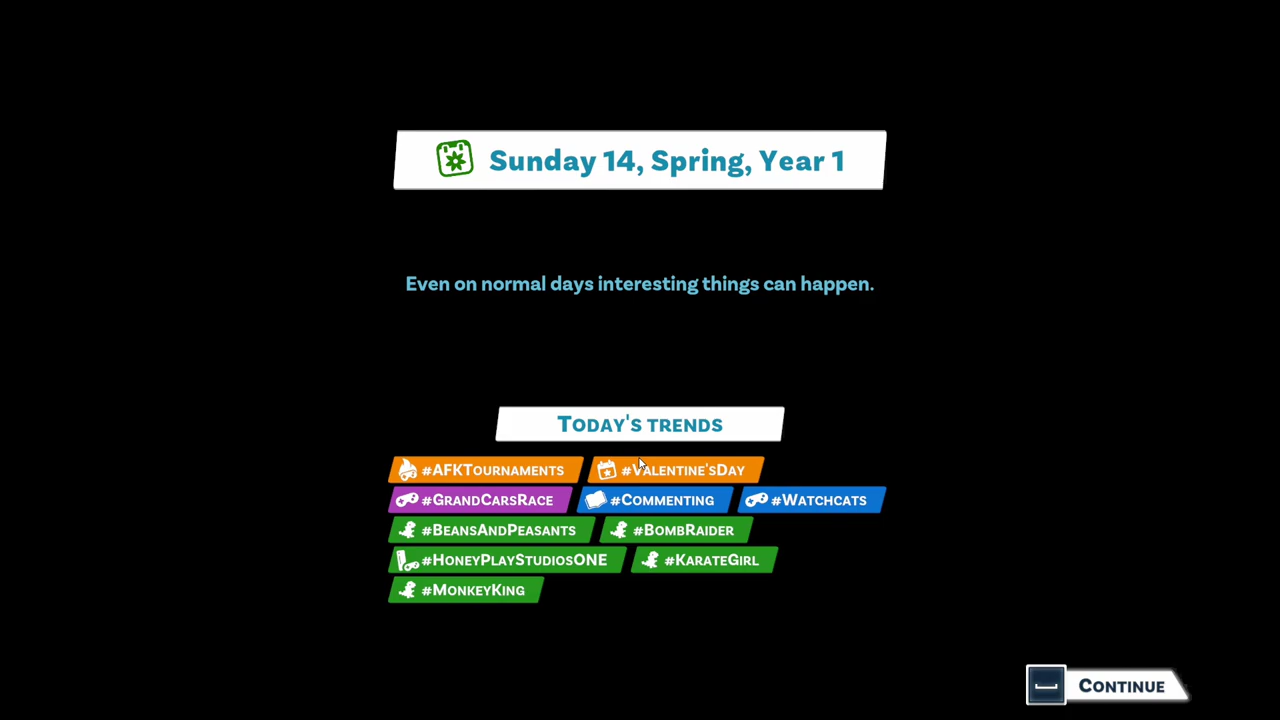 Sunday 14, Spring, Year 1
Even on normal days interesting things can happen.
Today's trends
#AFKTournaments #Valentine'sDay
#GrandCarsRace #Commenting #Watchcats
#BeansAndPeasants #BombRaider
#HoneyPlayStudiosONE #KarateGirl
#MonkeyKing
Continue